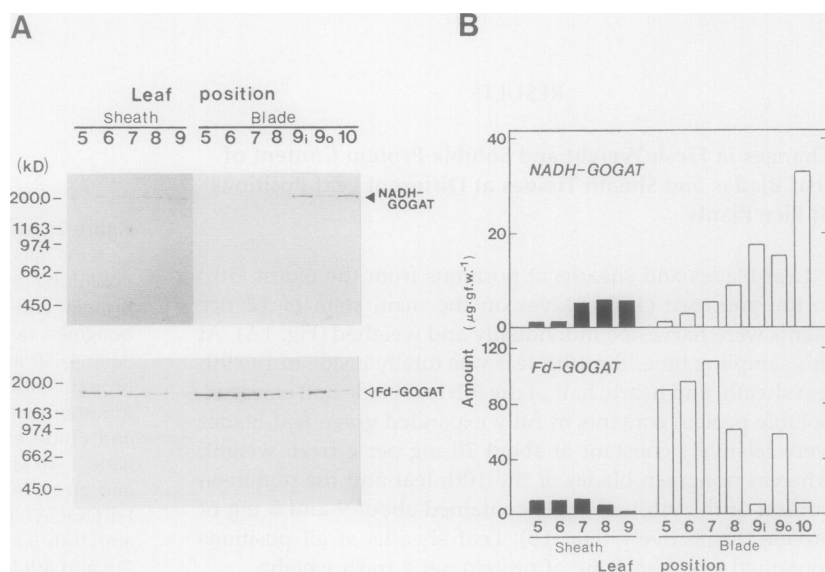 A
Leaf position
Sheath Blade
5 6 7 8 9 5 6 7 8 9i 9o 10
(kD)
200,0
116,3
97,4
66,2
45,0
NADH-
GOGAT
200,0
116,3
97,4
66,2
45,0
Fd-GOGAT
B
40
NADH-GOGAT
20
0
Amount (µg·gf.w.⁻¹)
120
Fd-GOGAT
80
40
0
5 6 7 8 9 5 6 7 8 9i 9o 10
Sheath Blade
Leaf position